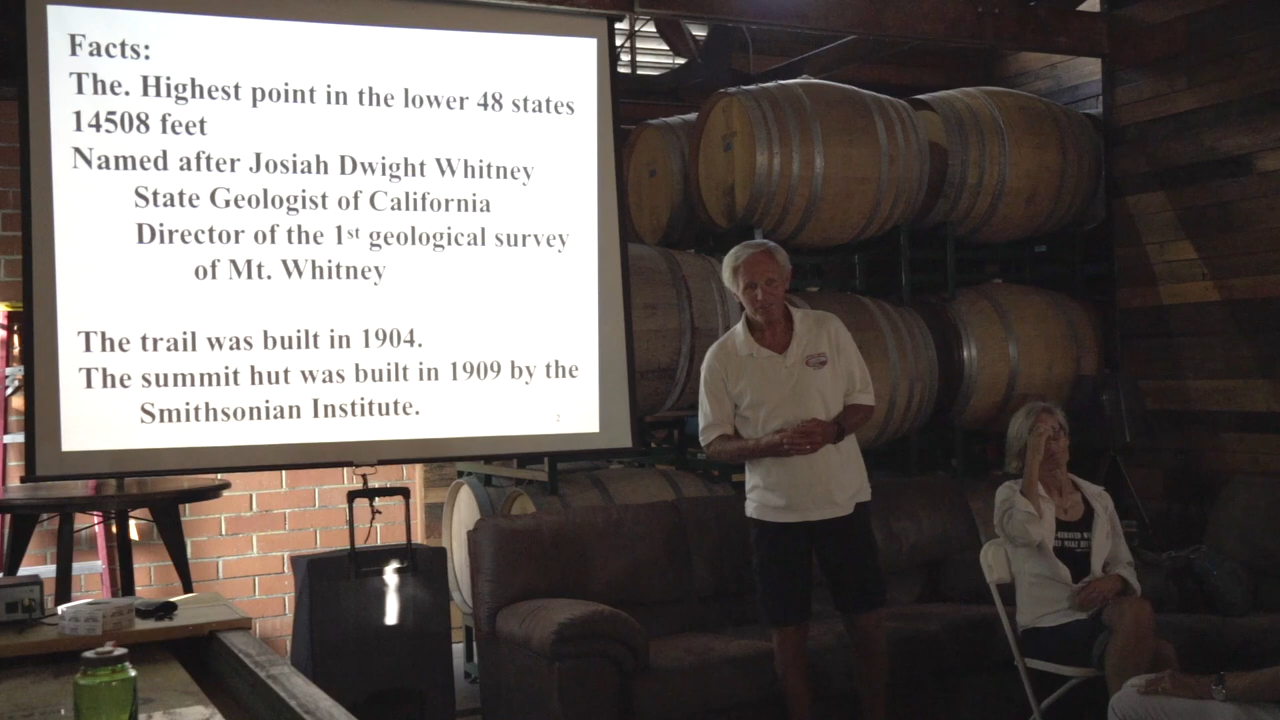 Facts:
The. Highest point in the lower 48 states
14508 feet
Named after Josiah Dwight Whitney
State Geologist of California
Director of the 1st geological survey
of Mt. Whitney
The trail was built in 1904.
The summit hut was built in 1909 by the
Smithsonian Institute.
2